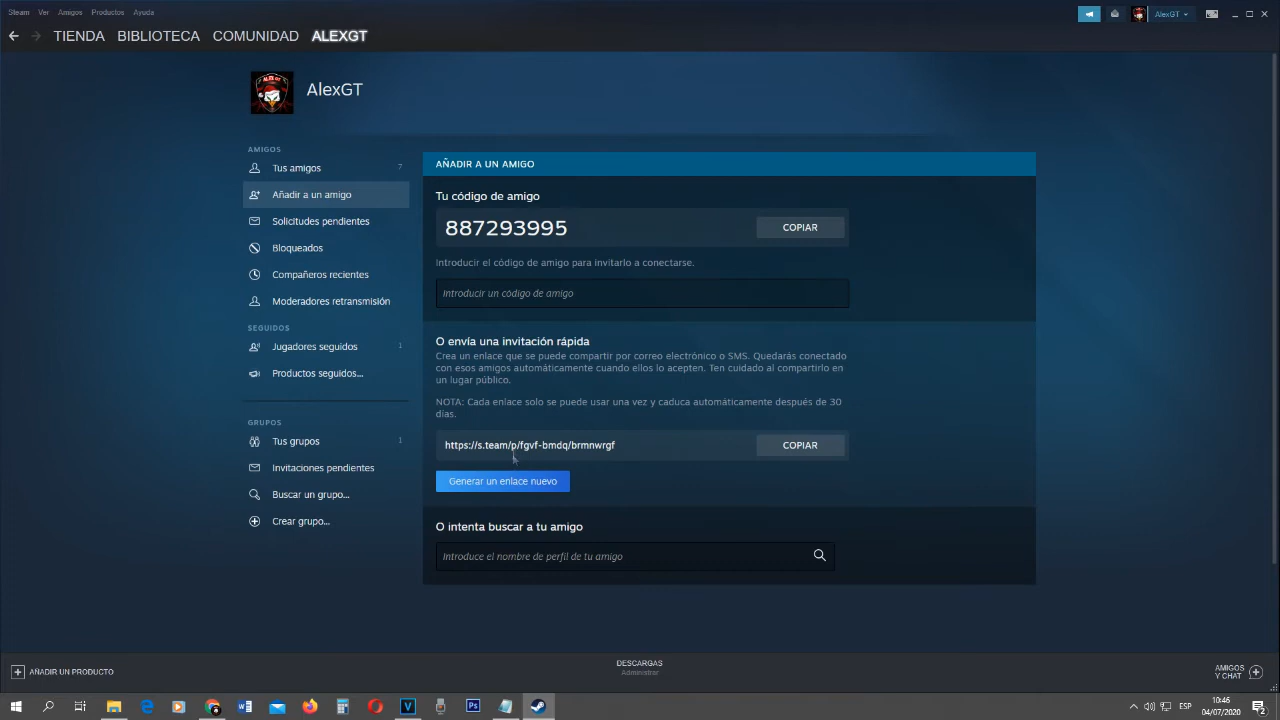 Steam Ver Amigos Productos Ayuda
AlexGT
TIENDA BIBLIOTECA COMUNIDAD ALEXGT
AlexGT
AMIGOS
Tus amigos 7
Añadir a un amigo
Solicitudes pendientes
Bloqueados
Compañeros recientes
Moderadores retransmisión
SEGUIDOS
Jugadores seguidos 1
Productos seguidos...
GRUPOS
Tus grupos 1
Invitaciones pendientes
Buscar un grupo...
Crear grupo...
AÑADIR A UN AMIGO
Tu código de amigo
887293995 COPIAR
Introducir el código de amigo para invitarlo a conectarse.
Introducir un código de amigo
O envía una invitación rápida
Crea un enlace que se puede compartir por correo electrónico o SMS. Quedarás conectado
con esos amigos automáticamente cuando ellos lo acepten. Ten cuidado al compartirlo en
un lugar público.
NOTA: Cada enlace solo se puede usar una vez y caduca automáticamente después de 30
días.
https://s.team/p/fgvf-bmdq/brmnwrgf COPIAR
Generar un enlace nuevo
O intenta buscar a tu amigo
Introduce el nombre de perfil de tu amigo
AÑADIR UN PRODUCTO
DESCARGAS
Administrar
AMIGOS
Y CHAT
ESP
10:46
04/07/2020